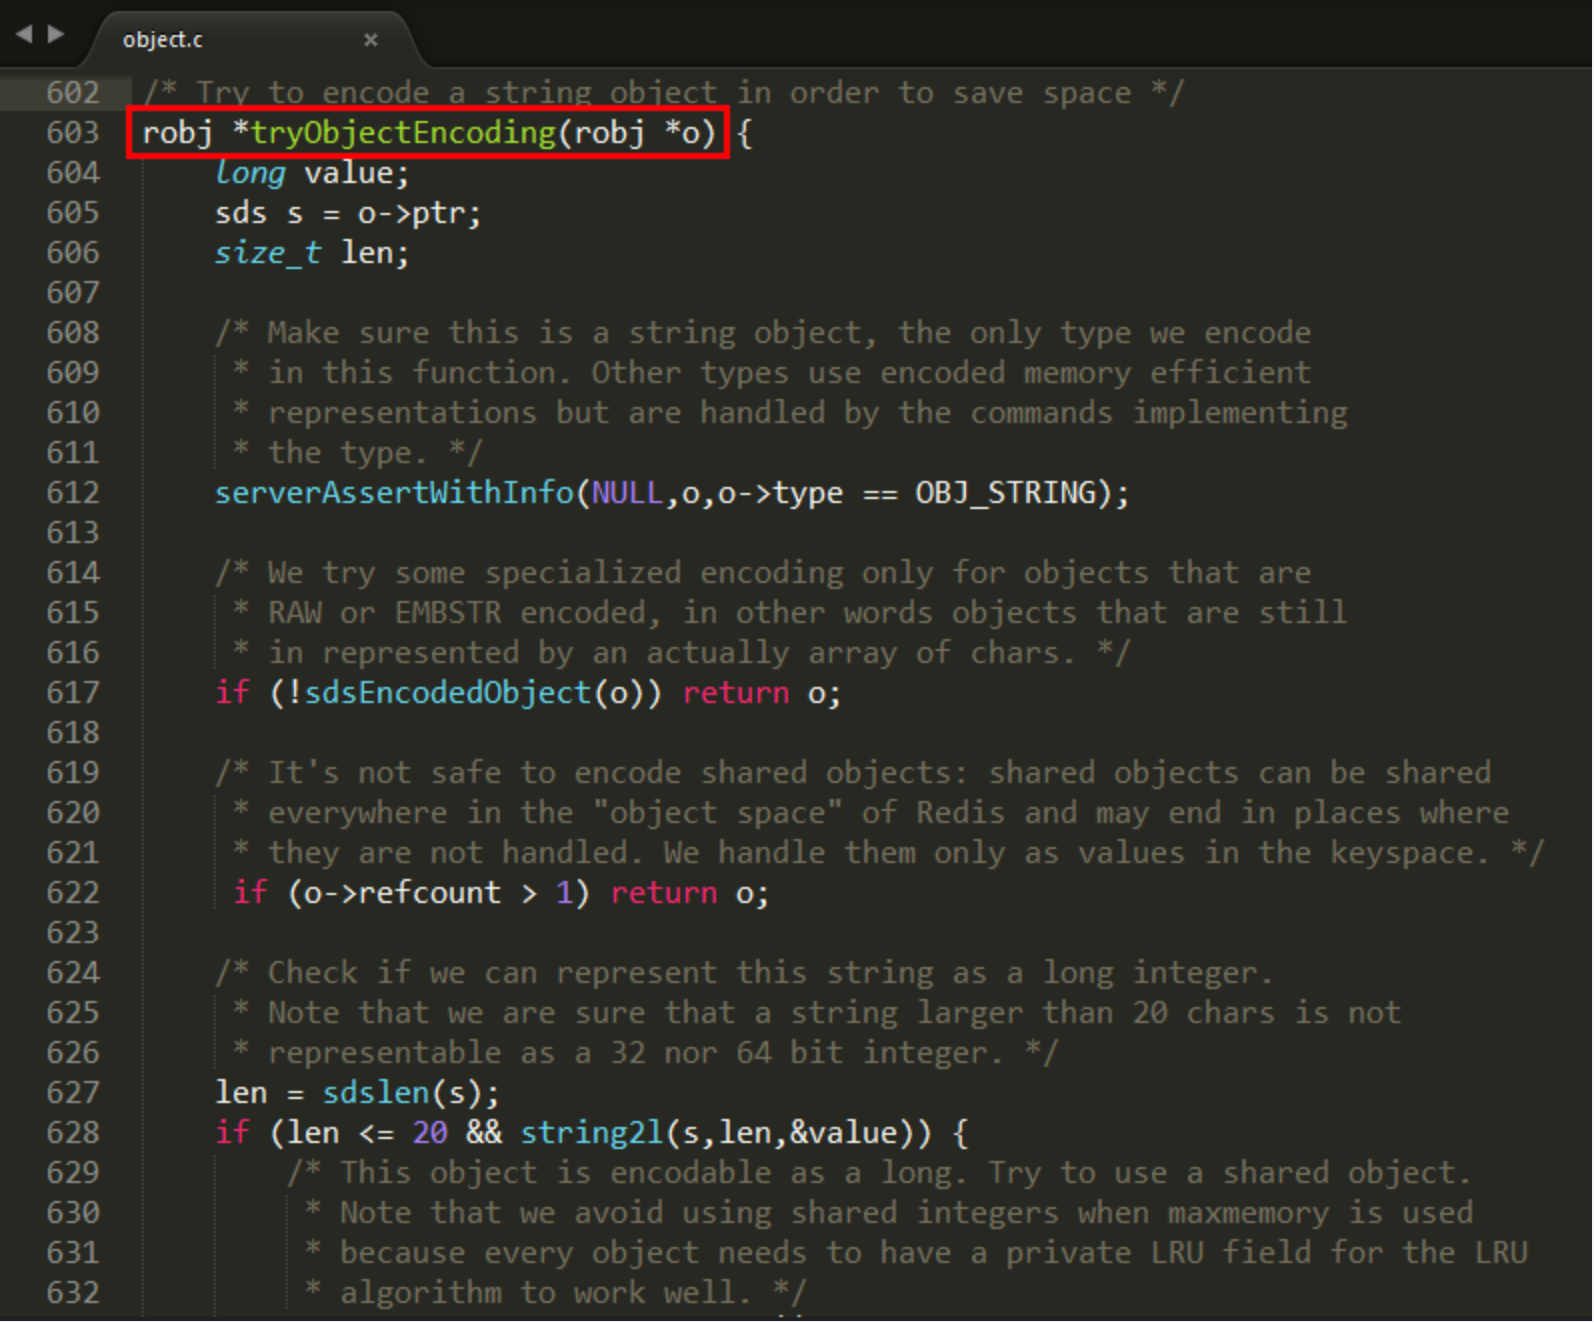 object.c ×
602 /* Try to encode a string object in order to save space */
603 robj *tryObjectEncoding(robj *o) {
604 long value;
605 sds s = o->ptr;
606 size_t len;
607
608 /* Make sure this is a string object, the only type we encode
609 * in this function. Other types use encoded memory efficient
610 * representations but are handled by the commands implementing
611 * the type. */
612 serverAssertWithInfo(NULL,o,o->type == OBJ_STRING);
613
614 /* We try some specialized encoding only for objects that are
615 * RAW or EMBSTR encoded, in other words objects that are still
616 * in represented by an actually array of chars. */
617 if (!sdsEncodedObject(o)) return o;
618
619 /* It's not safe to encode shared objects: shared objects can be shared
620 * everywhere in the "object space" of Redis and may end in places where
621 * they are not handled. We handle them only as values in the keyspace. */
622 if (o->refcount > 1) return o;
623
624 /* Check if we can represent this string as a long integer.
625 * Note that we are sure that a string larger than 20 chars is not
626 * representable as a 32 nor 64 bit integer. */
627 len = sdslen(s);
628 if (len <= 20 && string2l(s,len,&value)) {
629 /* This object is encodable as a long. Try to use a shared object.
630 * Note that we avoid using shared integers when maxmemory is used
631 * because every object needs to have a private LRU field for the LRU
632 * algorithm to work well. */